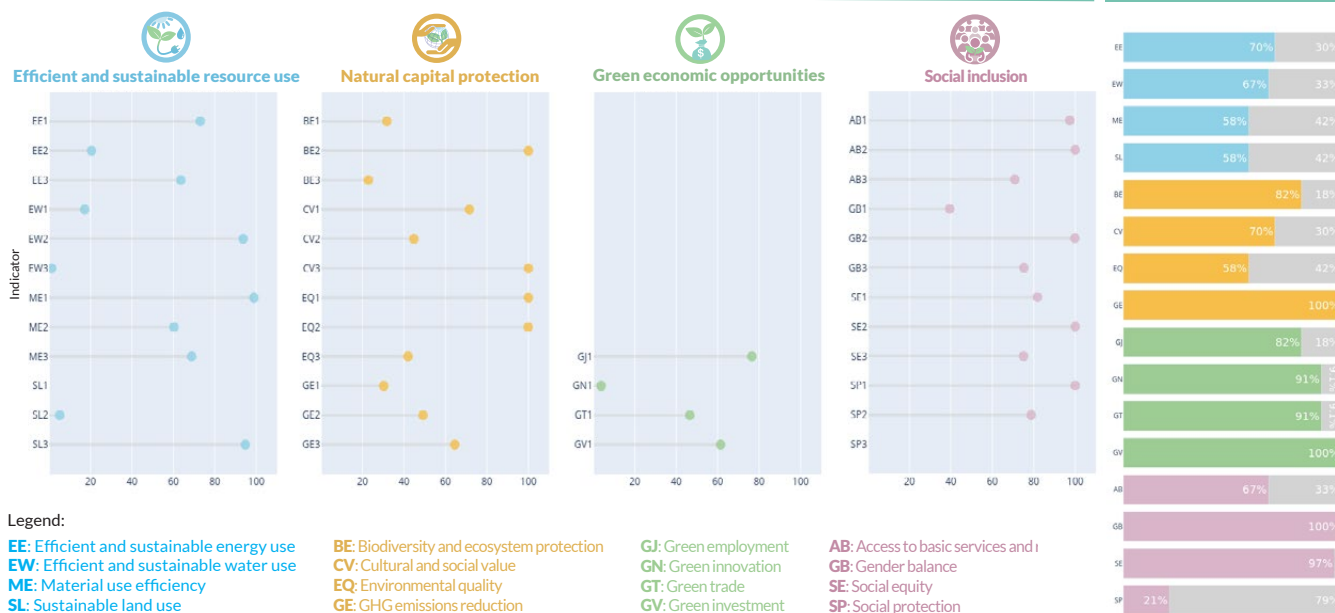 Efficient and sustainable resource use
Natural capital protection
Green economic opportunities
Social inclusion
Indicator
EE1
EE2
EE3
EW1
EW2
EW3
ME1
ME2
ME3
SL1
SL2
SL3
20 40 60 80 100
BE1
BE2
BE3
CV1
CV2
CV3
EQ1
EQ2
EQ3
GE1
GE2
GE3
20 40 60 80 100
GJ1
GN1
GT1
GV1
20 40 60 80 100
AB1
AB2
AB3
GB1
GB2
GB3
SE1
SE2
SE3
SP1
SP2
SP3
20 40 60 80 100
EE 70% 30%
EW 67% 33%
ME 58% 42%
SL 58% 42%
BE 82% 18%
CV 70% 30%
EQ 58% 42%
GE 100%
GJ 82% 18%
GN 91%
GT 91%
GV 100%
AB 67% 33%
GB 100%
SE 97%
SP 21% 79%
Legend:
EE: Efficient and sustainable energy use
EW: Efficient and sustainable water use
ME: Material use efficiency
SL: Sustainable land use
BE: Biodiversity and ecosystem protection
CV: Cultural and social value
EQ: Environmental quality
GE: GHG emissions reduction
GJ: Green employment
GN: Green innovation
GT: Green trade
GV: Green investment
AB: Access to basic services and
GB: Gender balance
SE: Social equity
SP: Social protection